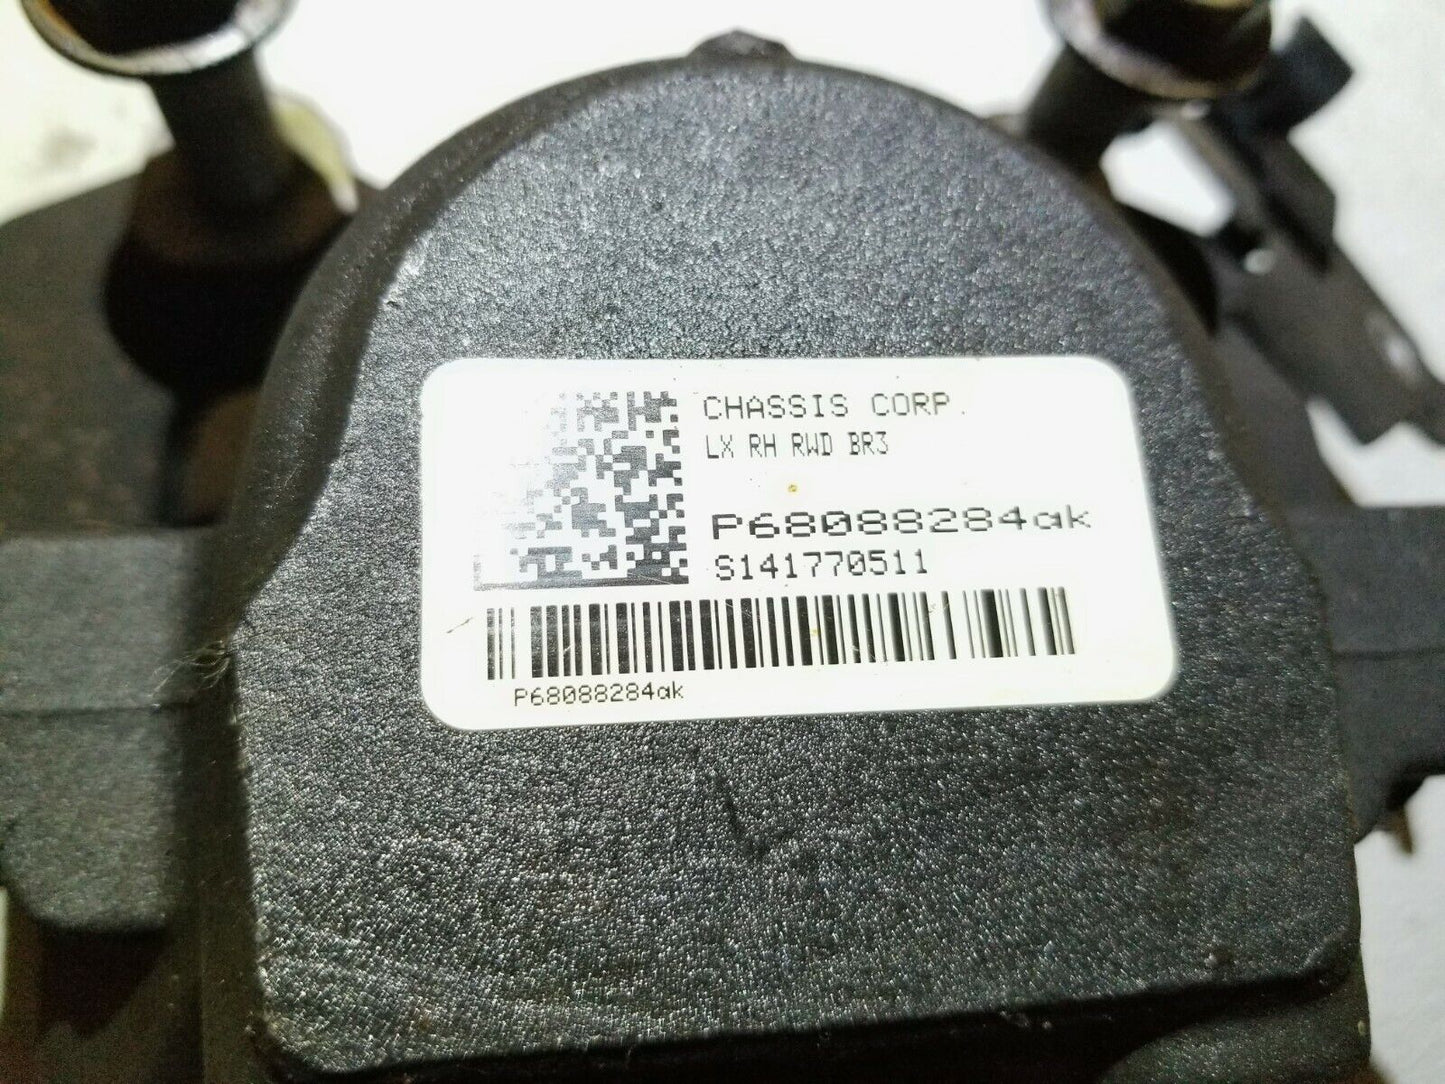 CHASSIS CORP.
LX RH RWD BR3
P68088284ak
S141770511
P68088284ak